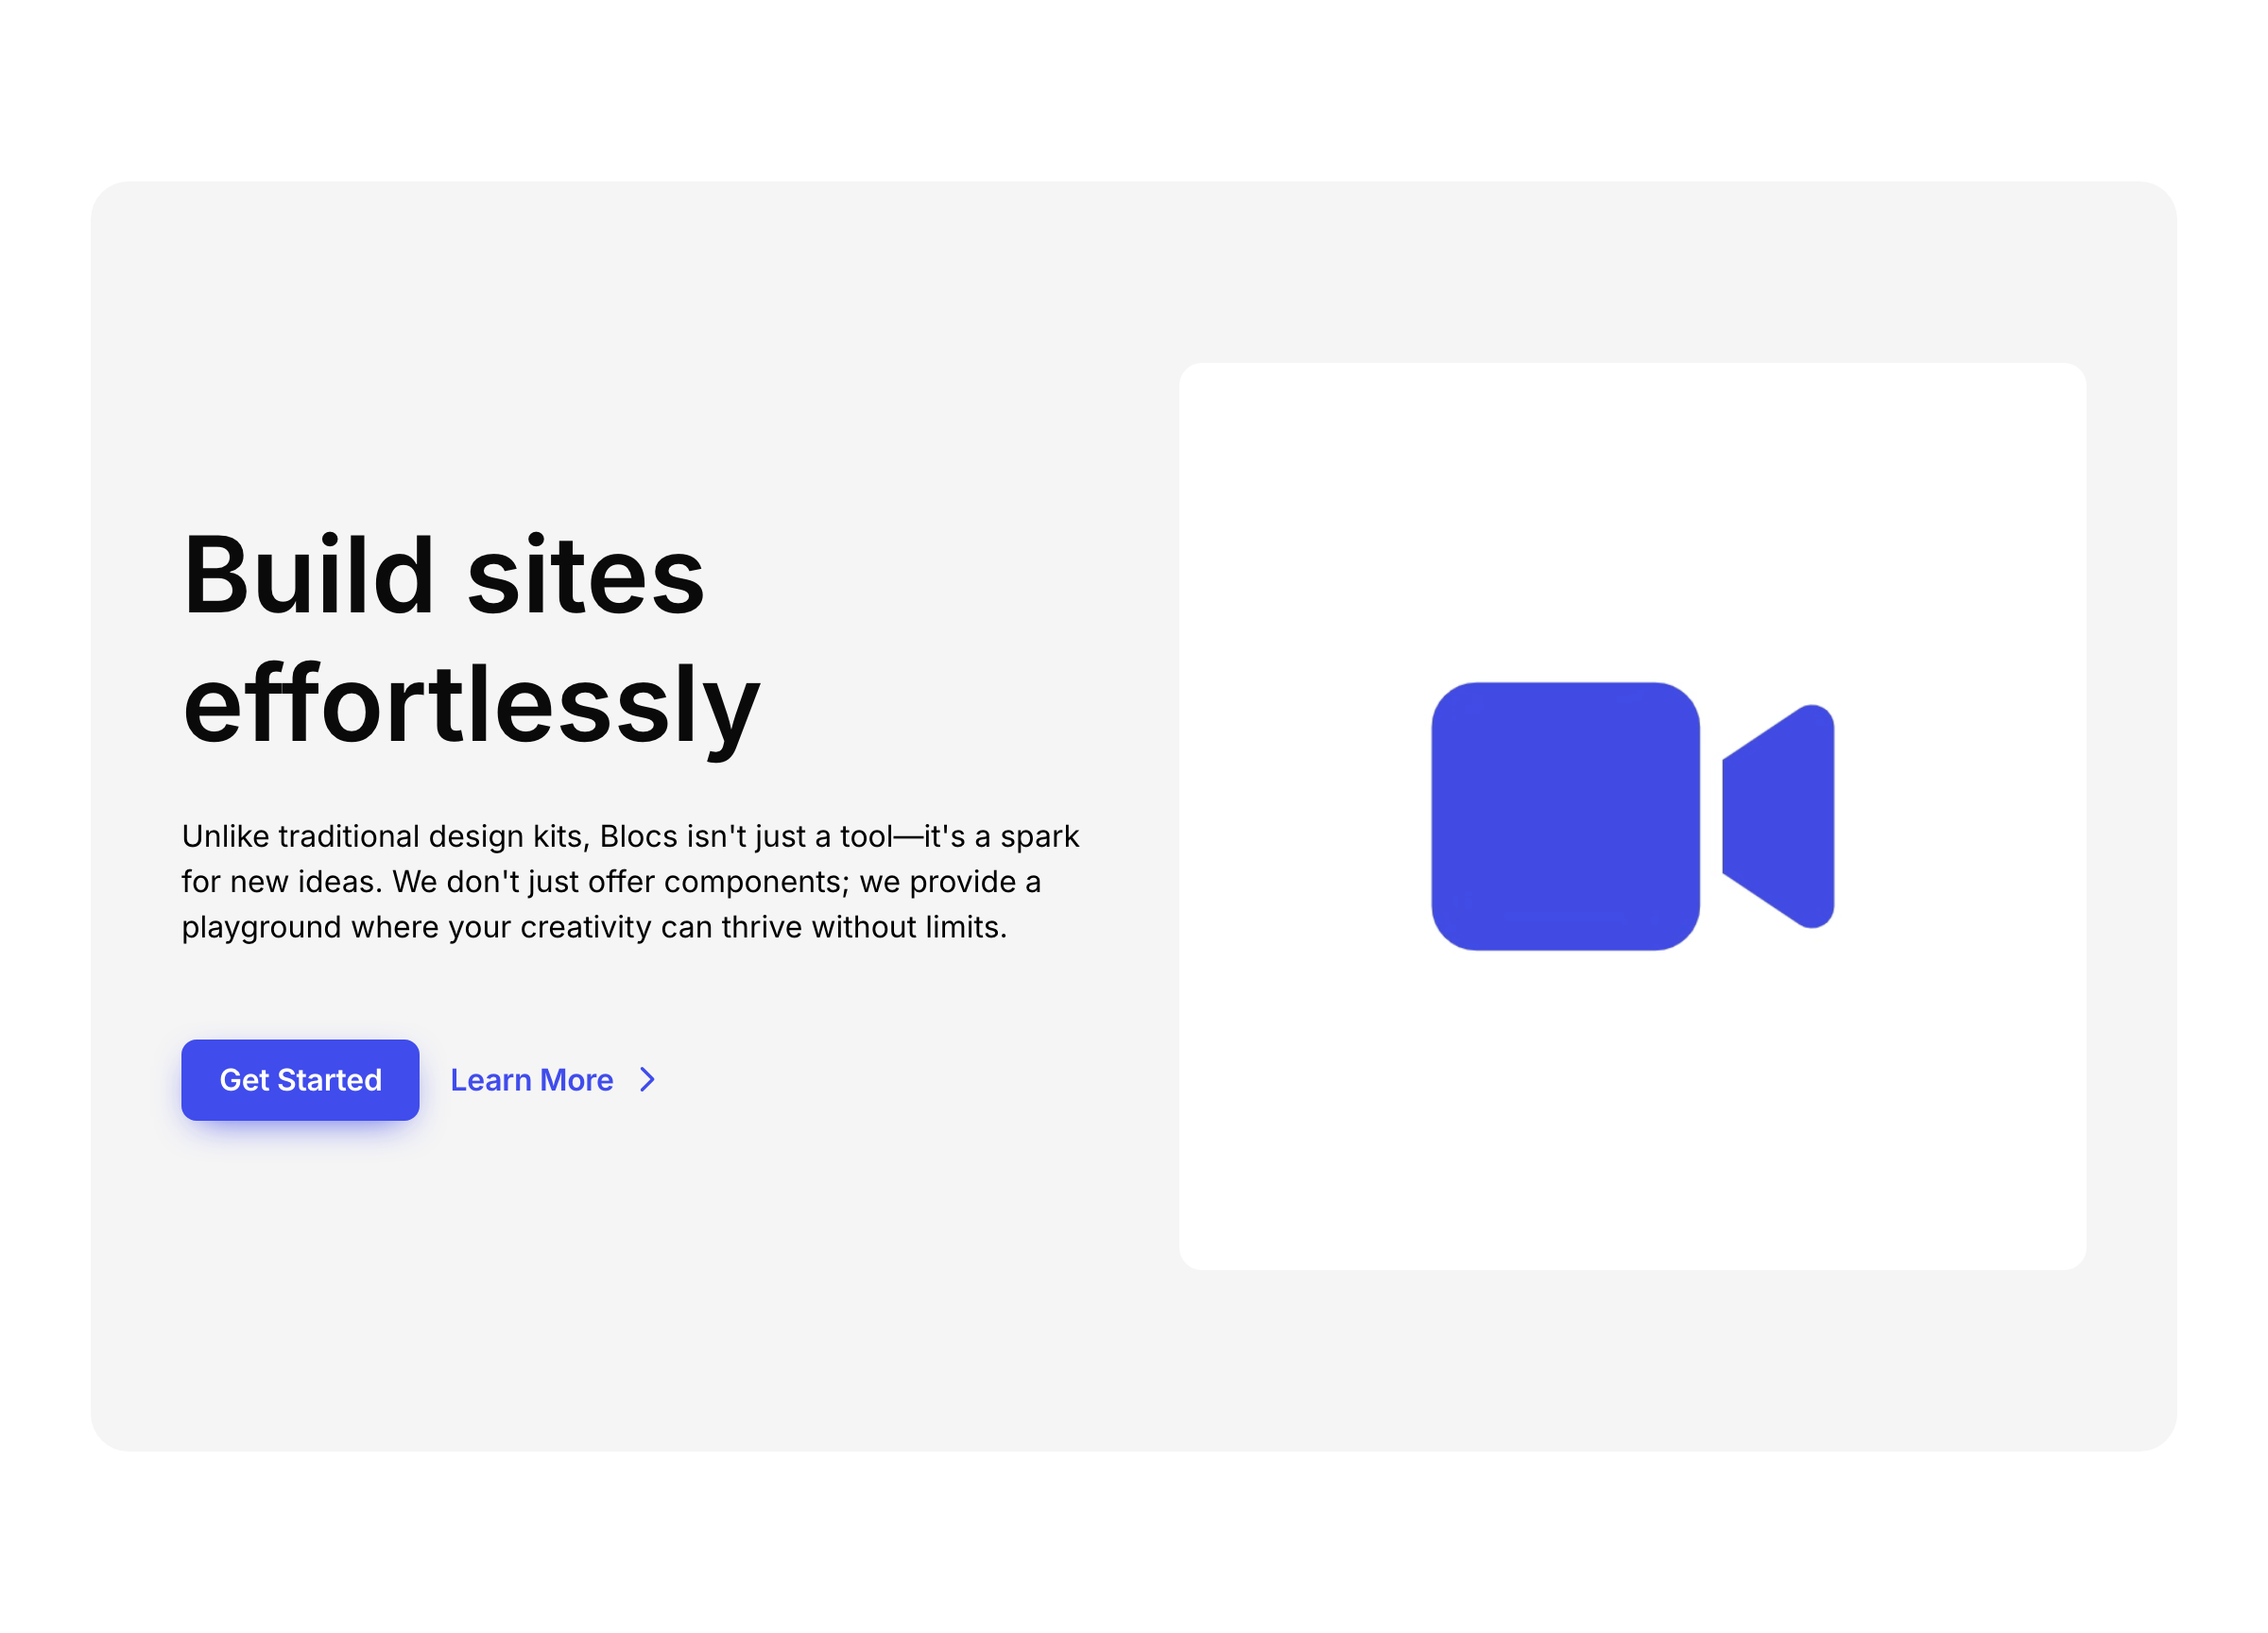 Build sites
effortlessly
Unlike traditional design kits, Blocs isn't just a tool—it's a spark
for new ideas. We don't just offer components; we provide a
playground where your creativity can thrive without limits.
Get Started
Learn More